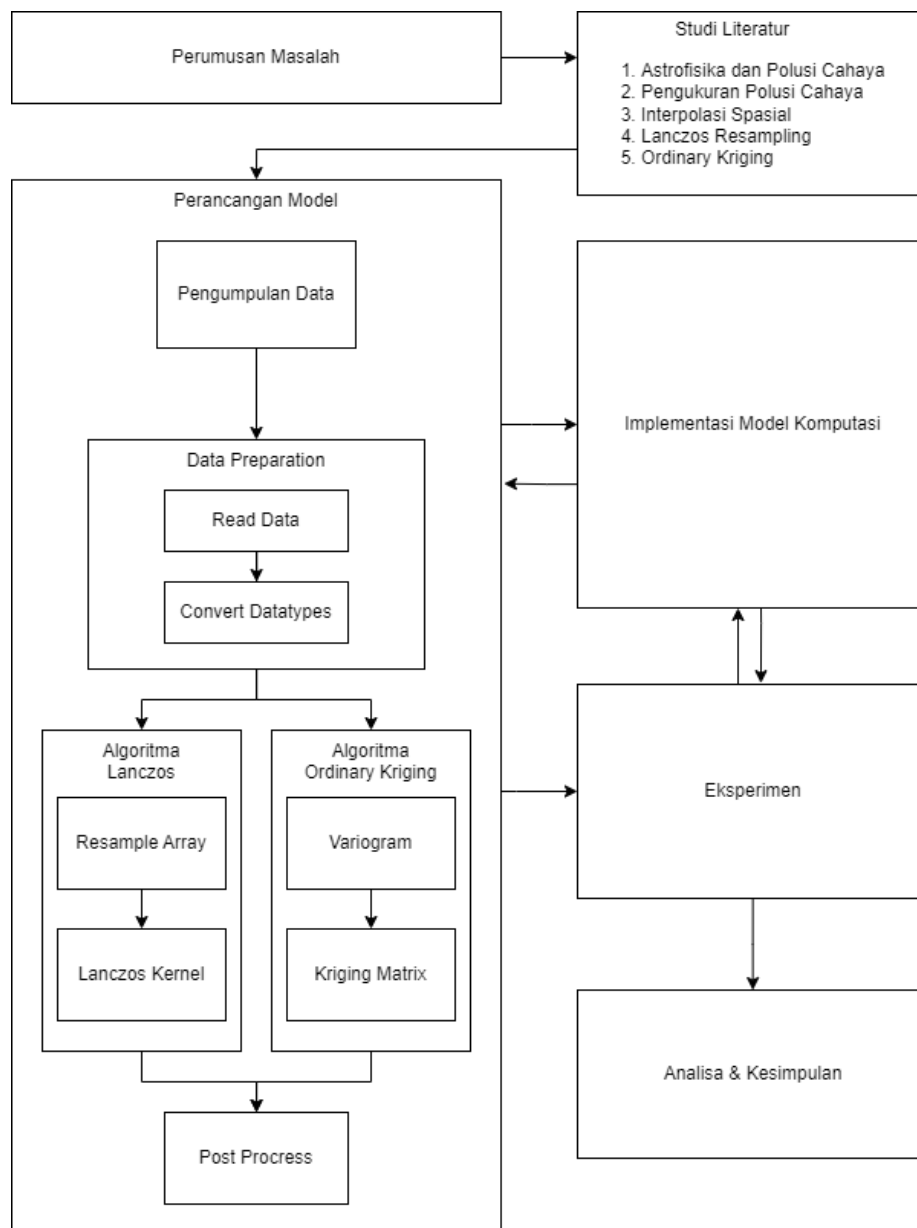 Perumusan Masalah
Studi Literatur
1. Astrofisika dan Polusi Cahaya
2. Pengukuran Polusi Cahaya
3. Interpolasi Spasial
4. Lanczos Resampling
5. Ordinary Kriging
Perancangan Model
Pengumpulan Data
Data Preparation
Read Data
Convert Datatypes
Algoritma
Lanczos
Resample Array
Lanczos Kernel
Algoritma
Ordinary Kriging
Variogram
Kriging Matrix
Post Procress
Implementasi Model Komputasi
Eksperimen
Analisa & Kesimpulan